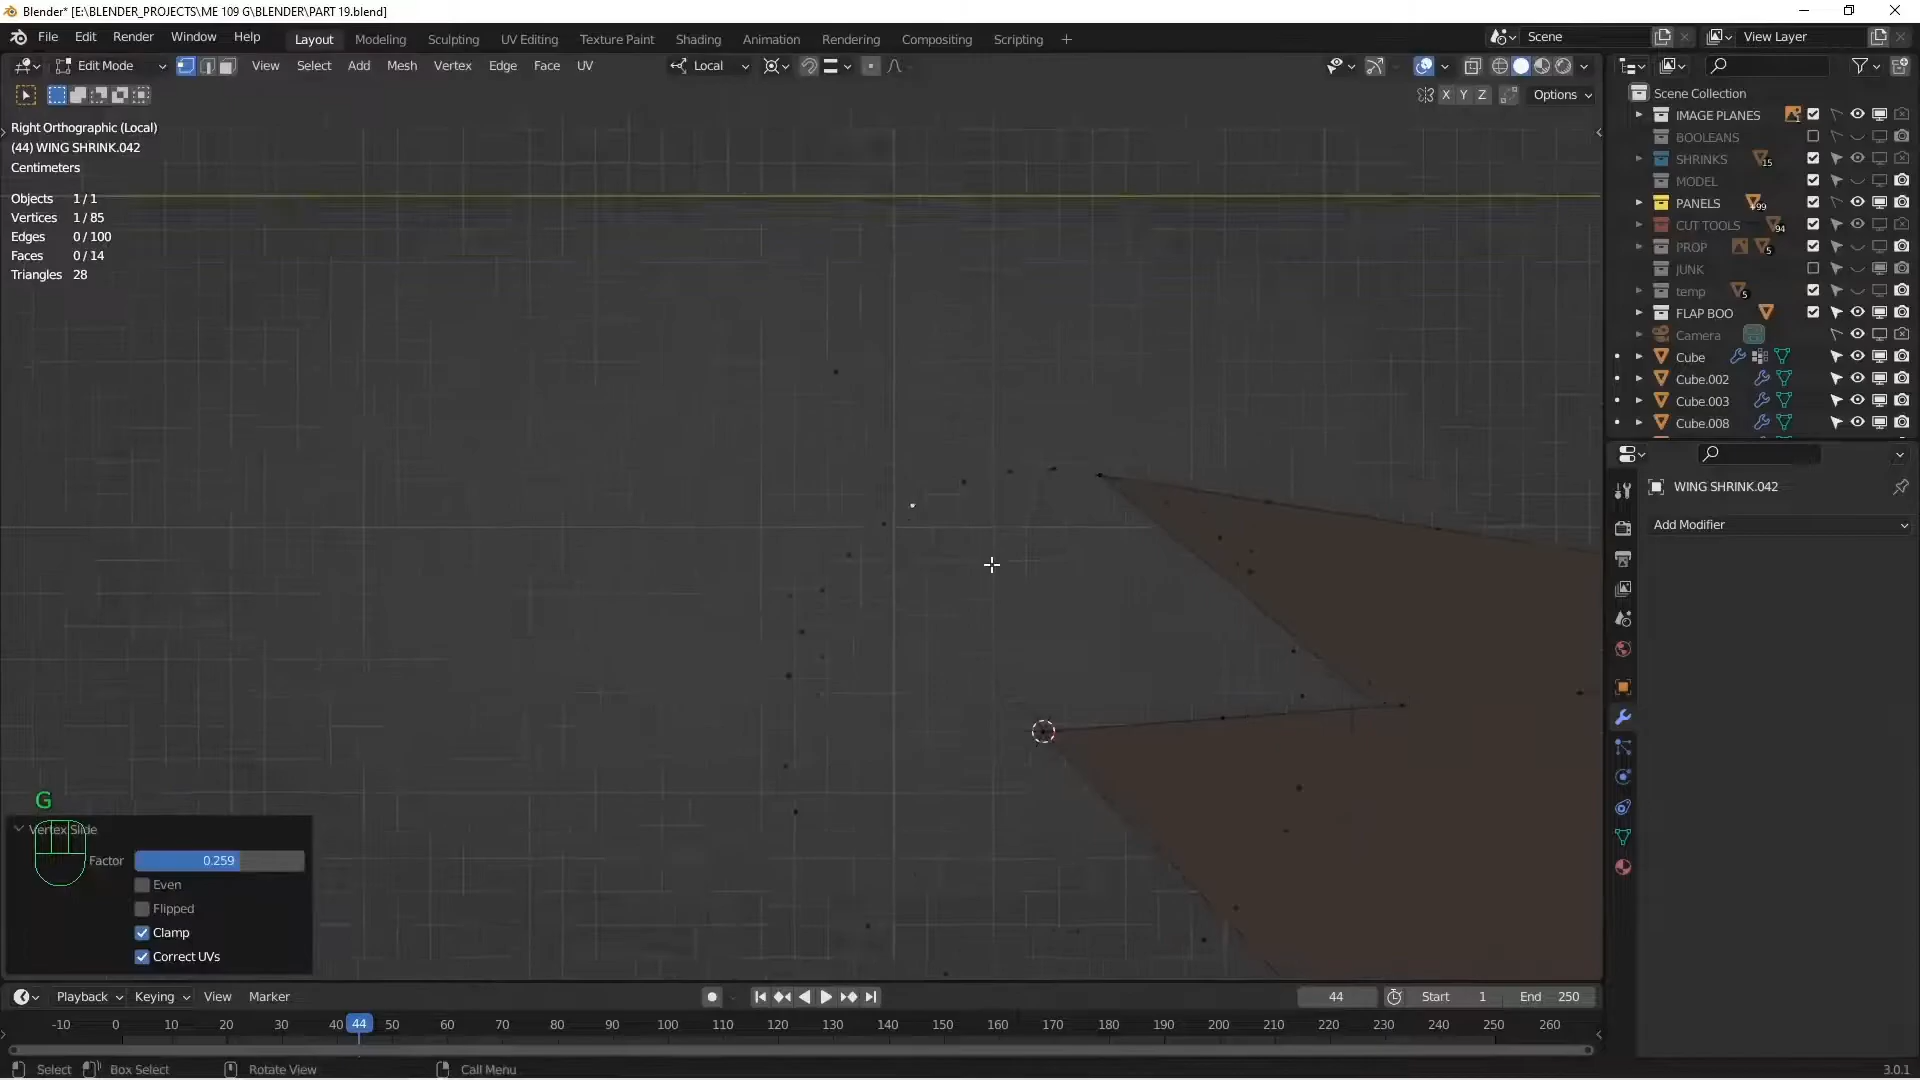 Blender* [E:\BLENDER_PROJECTS\ME 109 G\BLENDER\PART 19.blend]
File Edit Render Window Help Layout Modeling Sculpting UV Editing Texture Paint Shading Animation Rendering Compositing Scripting + Scene View Layer
Edit Mode View Select Add Mesh Vertex Edge Face UV Local
X Y Z Options
Right Orthographic (Local)
(44) WING SHRINK.042
Centimeters
Objects 1 / 1
Vertices 1 / 85
Edges 0 / 100
Faces 0 / 14
Triangles 28
Scene Collection
IMAGE PLANES 1
BOOLEANS
SHRINKS 15
MODEL
PANELS +99
CUT TOOLS 94
PROP 5
JUNK
temp 5
FLAP BOO
Camera
Cube
Cube.002
Cube.003
Cube.008
WING SHRINK.042
Add Modifier
G
Vertex Slide
Factor 0.259
Even
Flipped
Clamp
Correct UVs
Playback Keying View Marker 44 Start 1 End 250
-10 0 10 20 30 40 44 50 60 70 80 90 100 110 120 130 140 150 160 170 180 190 200 210 220 230 240 250 260
Select Box Select Rotate View Call Menu 3.0.1